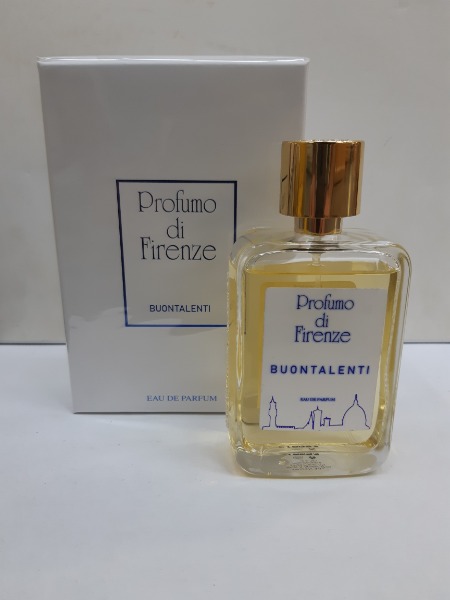 Profumo
di
Firenze
BUONTALENTI
EAU DE PARFUM
Profumo
di
Firenze
BUONTALENTI
EAU DE PARFUM